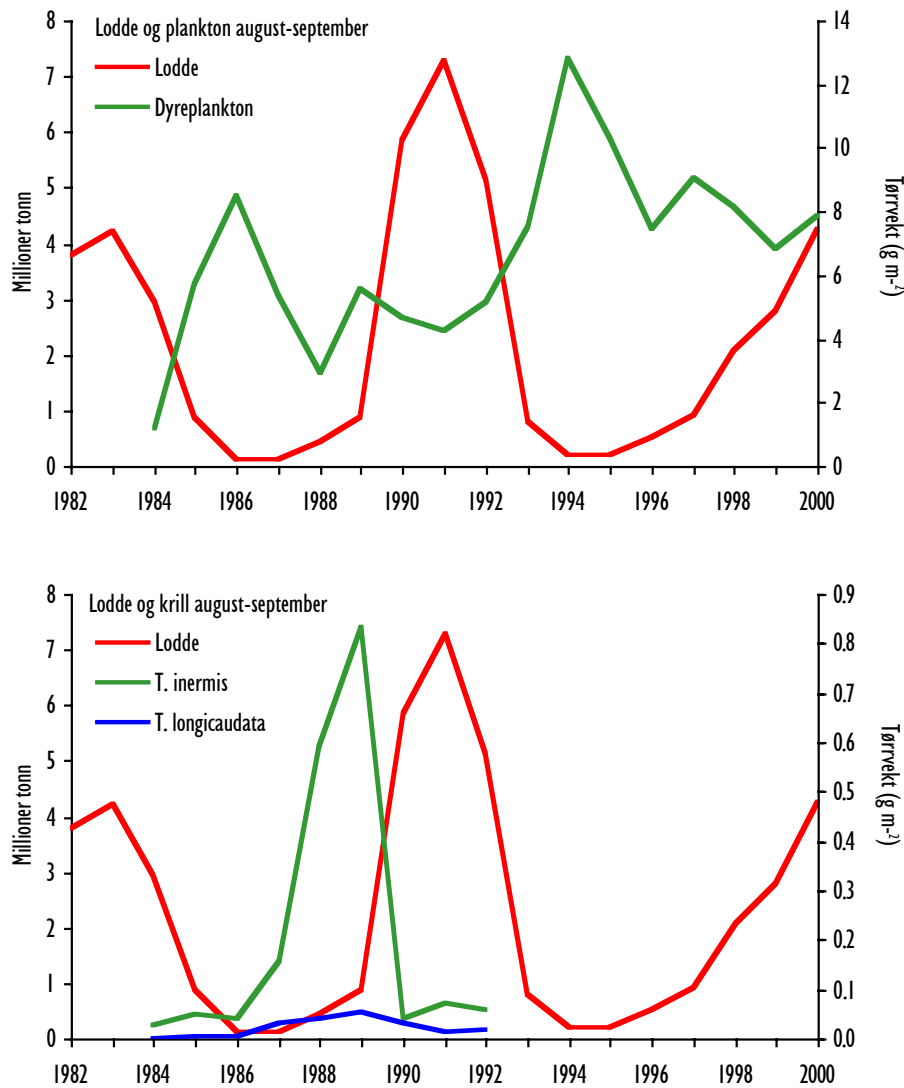 Lodde og plankton august-september
Lodde
Dyreplankton
Millioner tonn
8
7
6
5
4
3
2
1
0
Tørrvekt (g m-²)
14
12
10
8
6
4
2
0
1982 1984 1986 1988 1990 1992 1994 1996 1998 2000
Lodde og krill august-september
Lodde
T. inermis
T. longicaudata
Millioner tonn
8
7
6
5
4
3
2
1
0
Tørrvekt (g m-²)
0.9
0.8
0.7
0.6
0.5
0.4
0.3
0.2
0.1
0.0
1982 1984 1986 1988 1990 1992 1994 1996 1998 2000